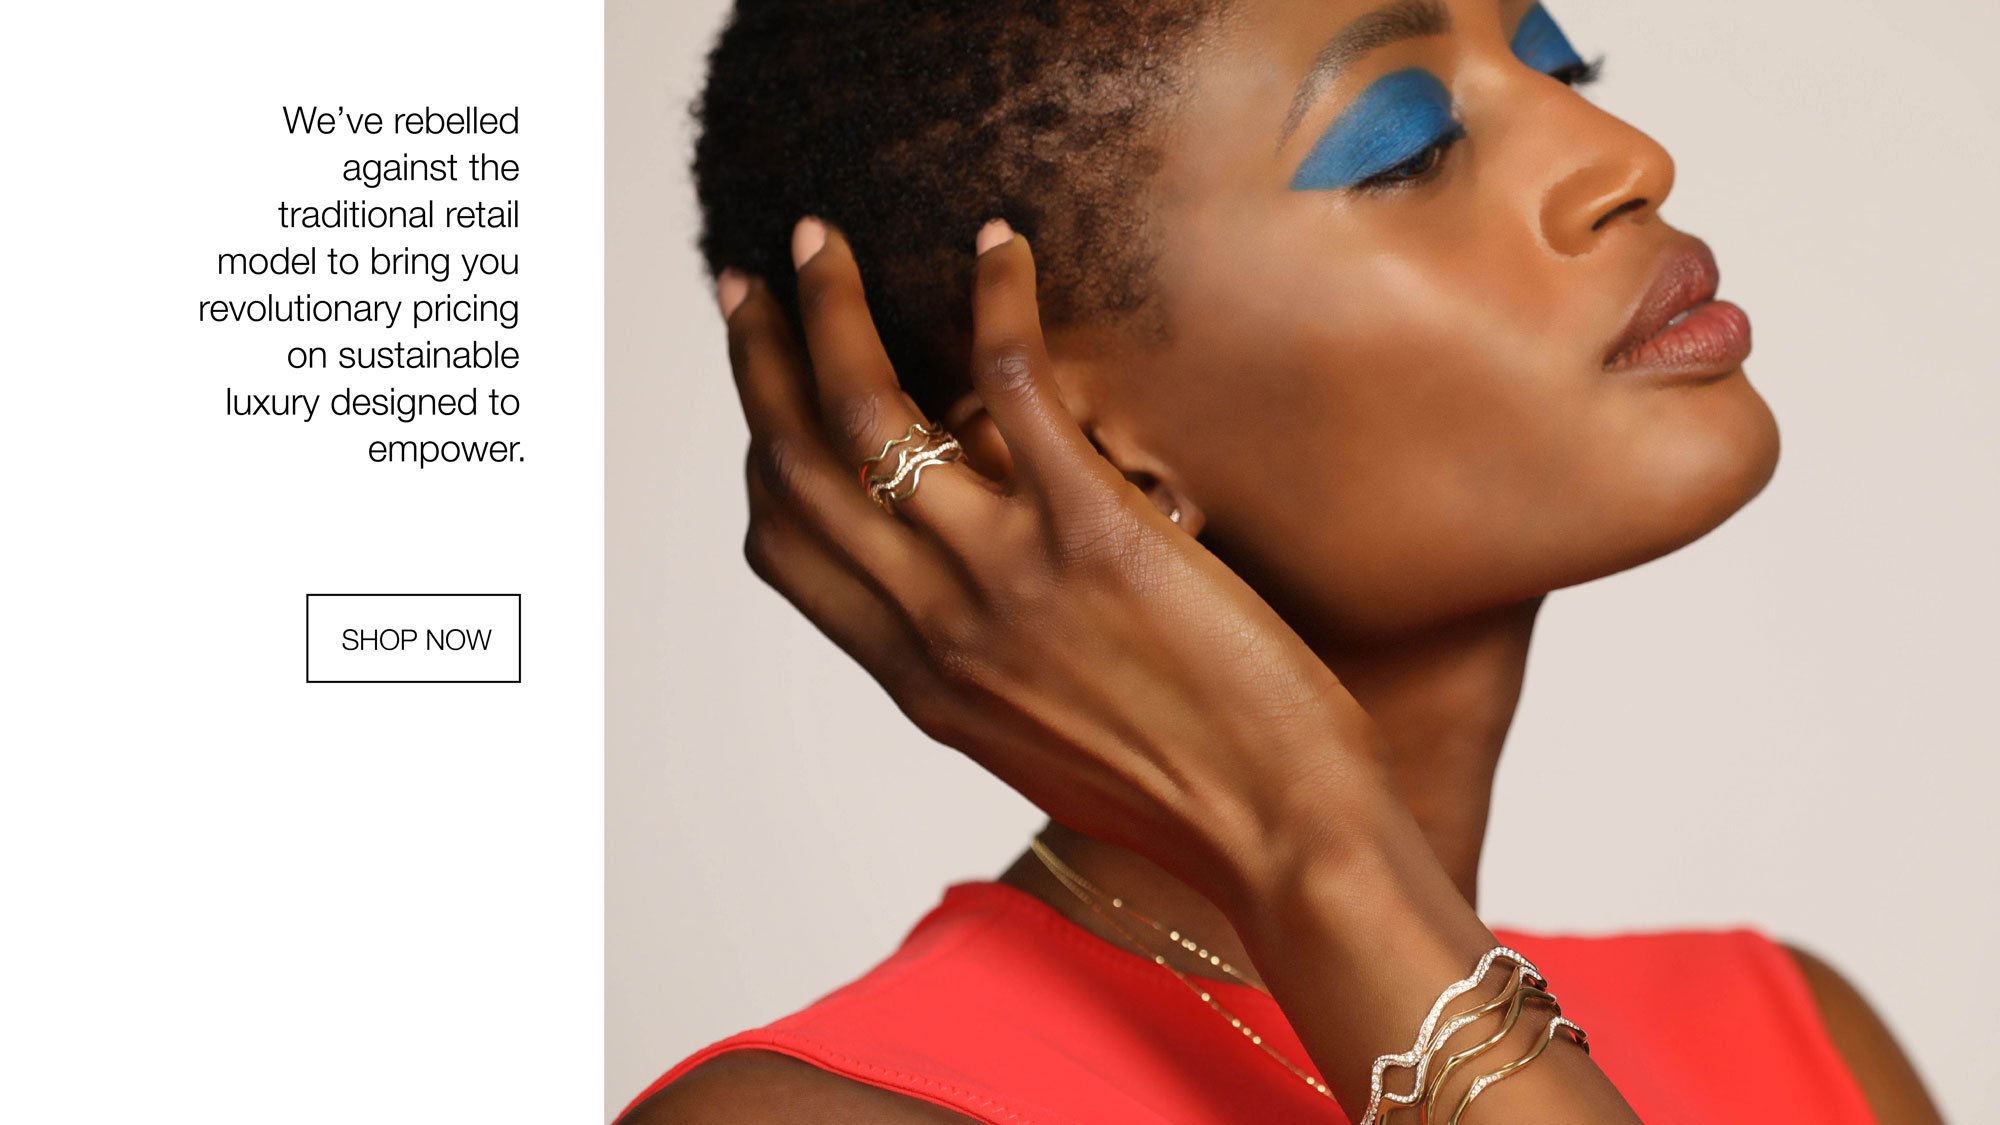 We’ve rebelled
against the
traditional retail
model to bring you
revolutionary pricing
on sustainable
luxury designed to
empower.
SHOP NOW